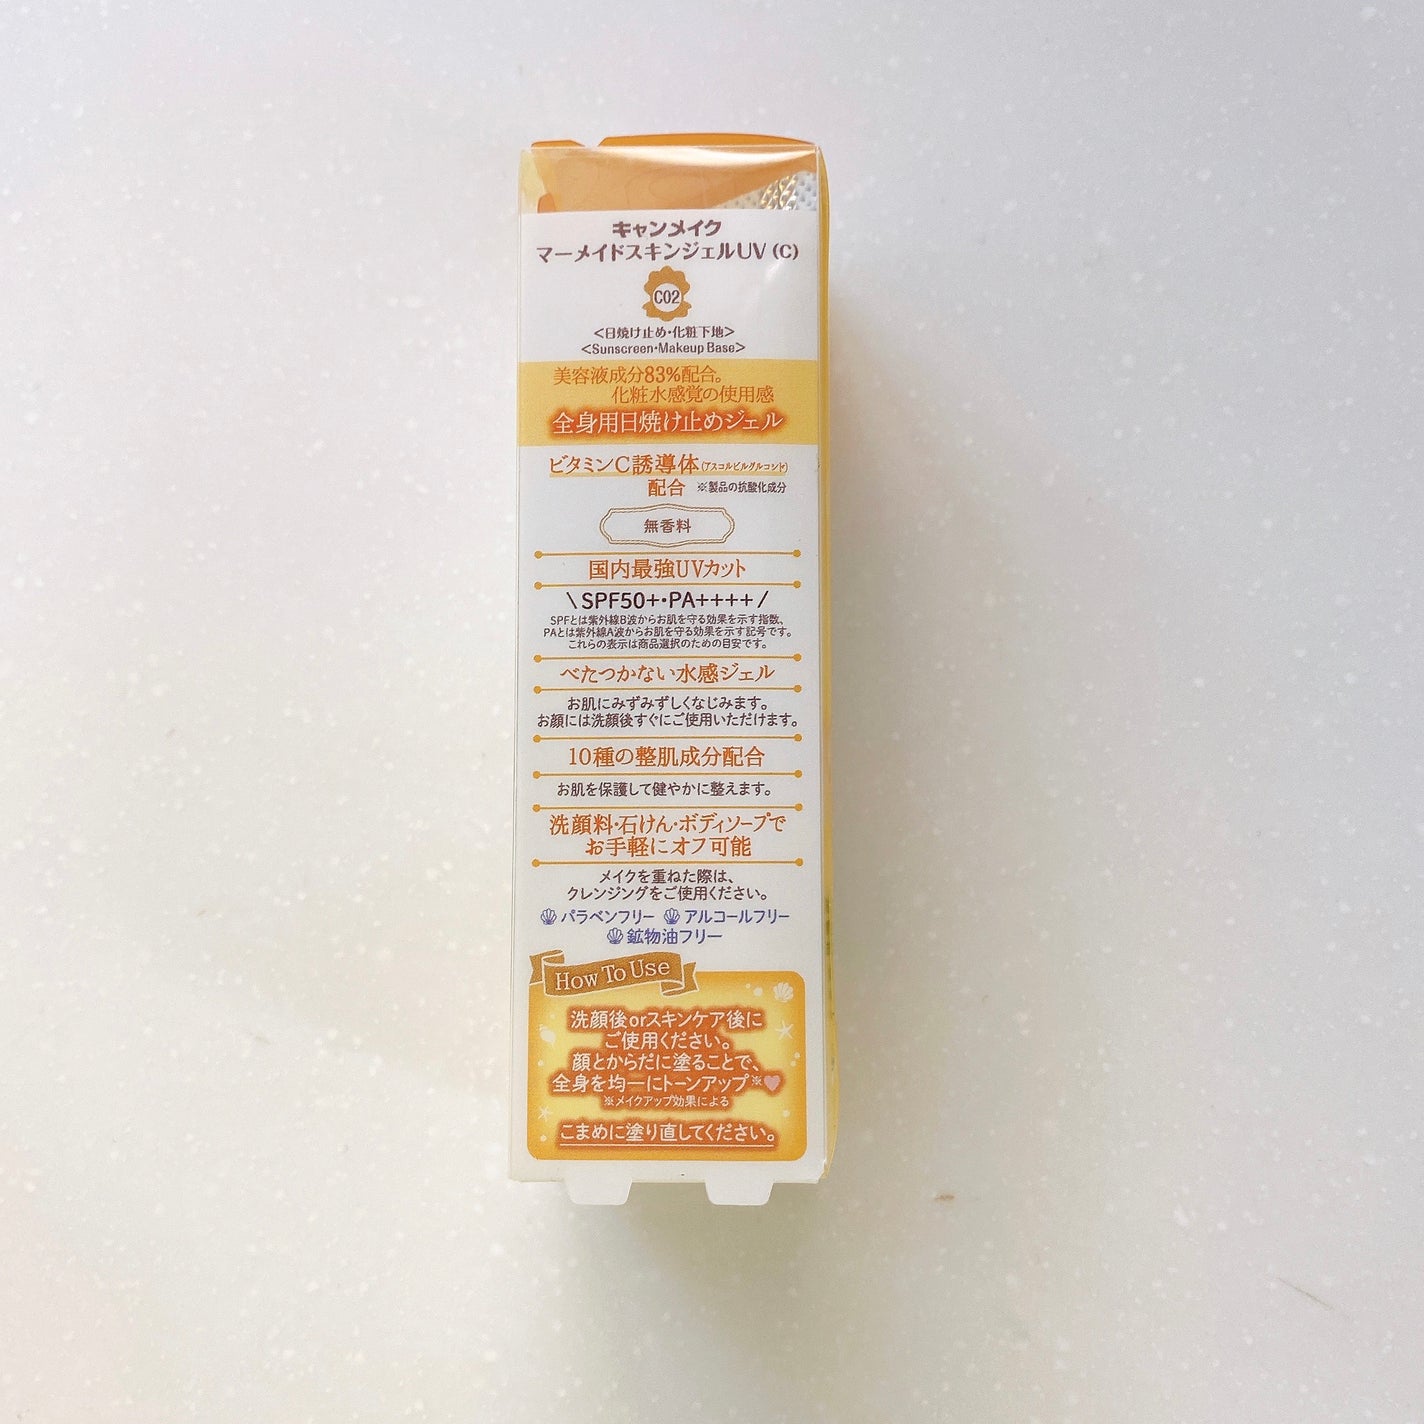 キャンメイク
マーメイドスキンジェルUV (C)
C02
<日焼け止め・化粧下地>
<Sunscreen・Makeup Base>
美容液成分83%配合。
化粧水感覚の使用感
全身用日焼け止めジェル
ビタミンC誘導体(アスコルビルグルコシド)
配合 ※製品の抗酸化成分
無香料
国内最強UVカット
\ SPF50+・PA++++ /
SPFとは紫外線B波からお肌を守る効果を示す指数、
PAとは紫外線A波からお肌を守る効果を示す記号です。
これらの表示は商品選択のための目安です。
べたつかない水感ジェル
お肌にみずみずしくなじみます。
お顔には洗顔後すぐにご使用いただけます。
10種の整肌成分配合
お肌を保護して健やかに整えます。
洗顔料・石けん・ボディソープで
お手軽にオフ可能
メイクを重ねた際は、
クレンジングをご使用ください。
パラベンフリー アルコールフリー
鉱物油フリー
How To Use
洗顔後orスキンケア後に
ご使用ください。
顔とからだに塗ることで、
全身を均一にトーンアップ※
※メイクアップ効果による
こまめに塗り直してください。